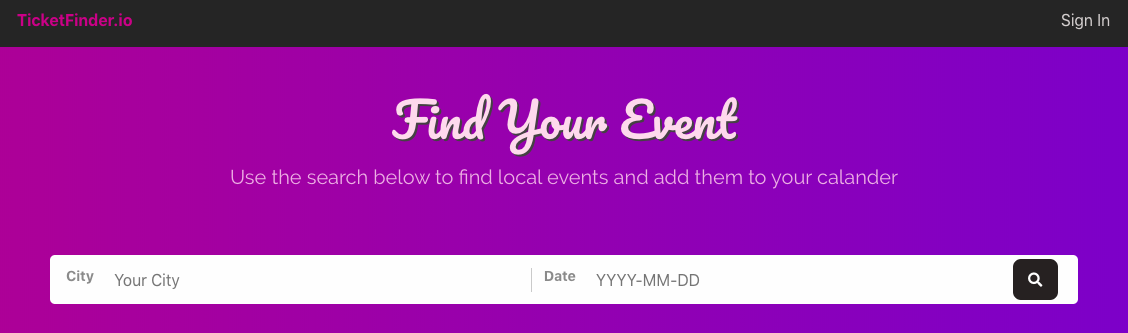 TicketFinder.io
Sign In
Find Your Event
Use the search below to find local events and add them to your calander
City Your City Date YYYY-MM-DD